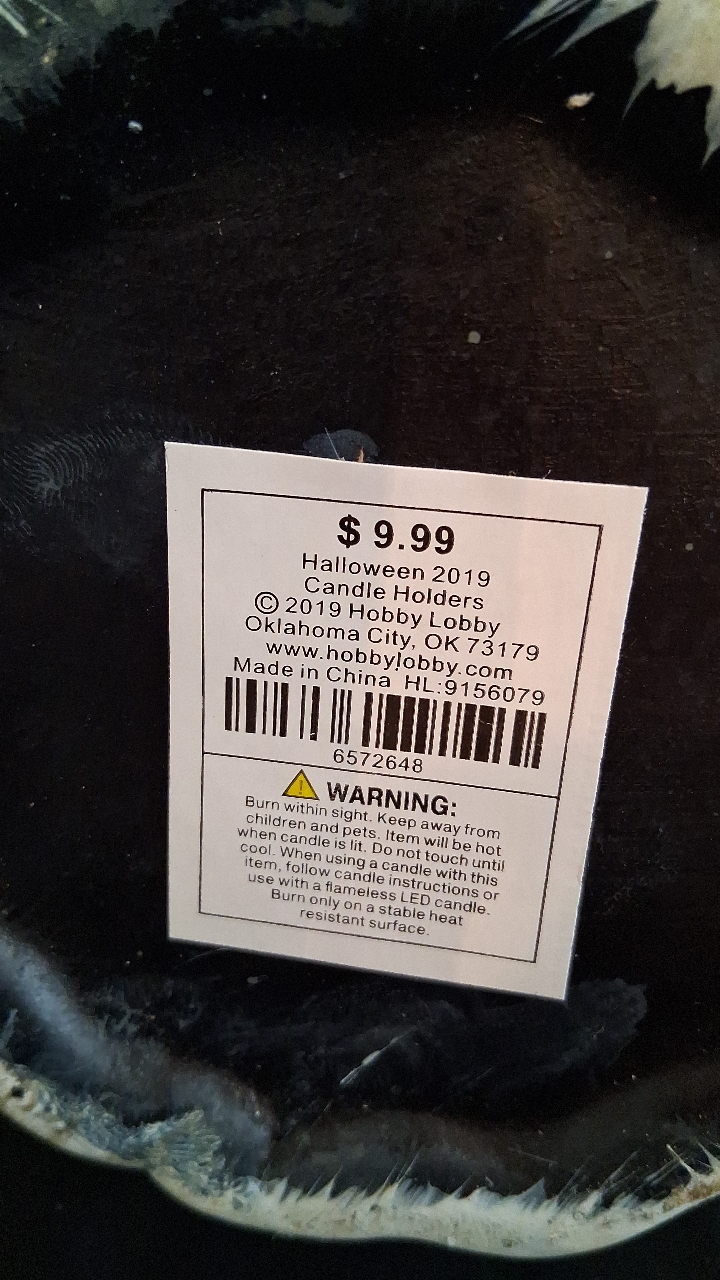 $ 9.99
Halloween 2019
Candle Holders
© 2019 Hobby Lobby
Oklahoma City, OK 73179
www.hobbylobby.com
Made in China HL:9156079
6572648
WARNING:
Burn within sight. Keep away from
children and pets. Item will be hot
when candle is lit. Do not touch until
cool. When using a candle with this
item, follow candle instructions or
use with a flameless LED candle.
Burn only on a stable heat
resistant surface.